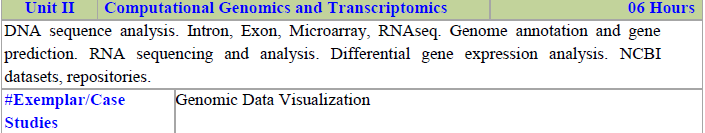 Unit II Computational Genomics and Transcriptomics 06 Hours
DNA sequence analysis. Intron, Exon, Microarray, RNAseq. Genome annotation and gene
prediction. RNA sequencing and analysis. Differential gene expression analysis. NCBI
datasets, repositories.
#Exemplar/Case Genomic Data Visualization
Studies